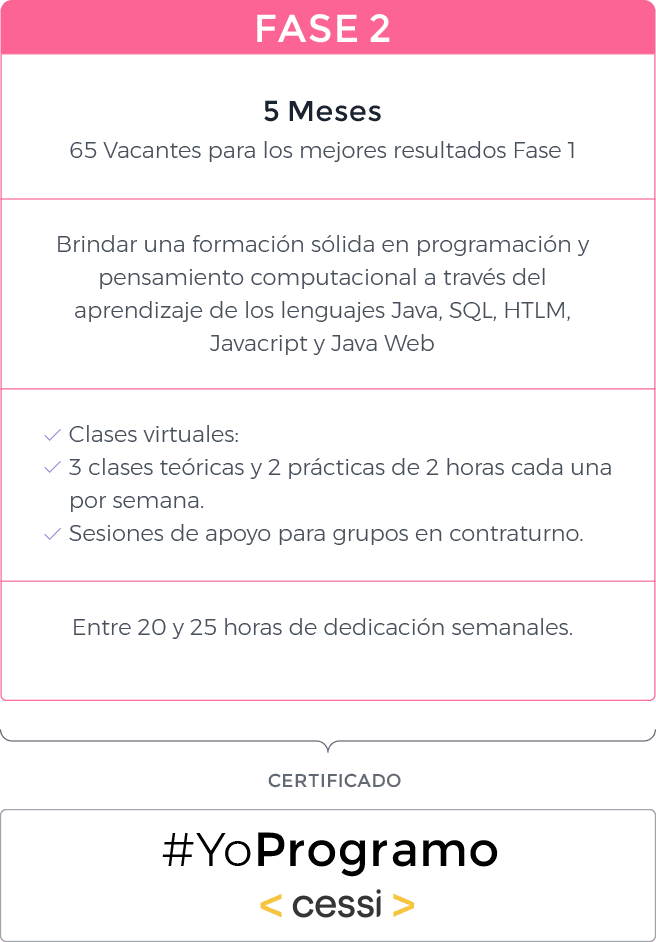 FASE 2
5 Meses
65 Vacantes para los mejores resultados Fase 1
Brindar una formación sólida en programación y
pensamiento computacional a través del
aprendizaje de los lenguajes Java, SQL, HTLM,
Javacript y Java Web
Clases virtuales:
3 clases teóricas y 2 prácticas de 2 horas cada una
por semana.
Sesiones de apoyo para grupos en contraturno.
Entre 20 y 25 horas de dedicación semanales.
CERTIFICADO
#YoProgramo
< cessi >